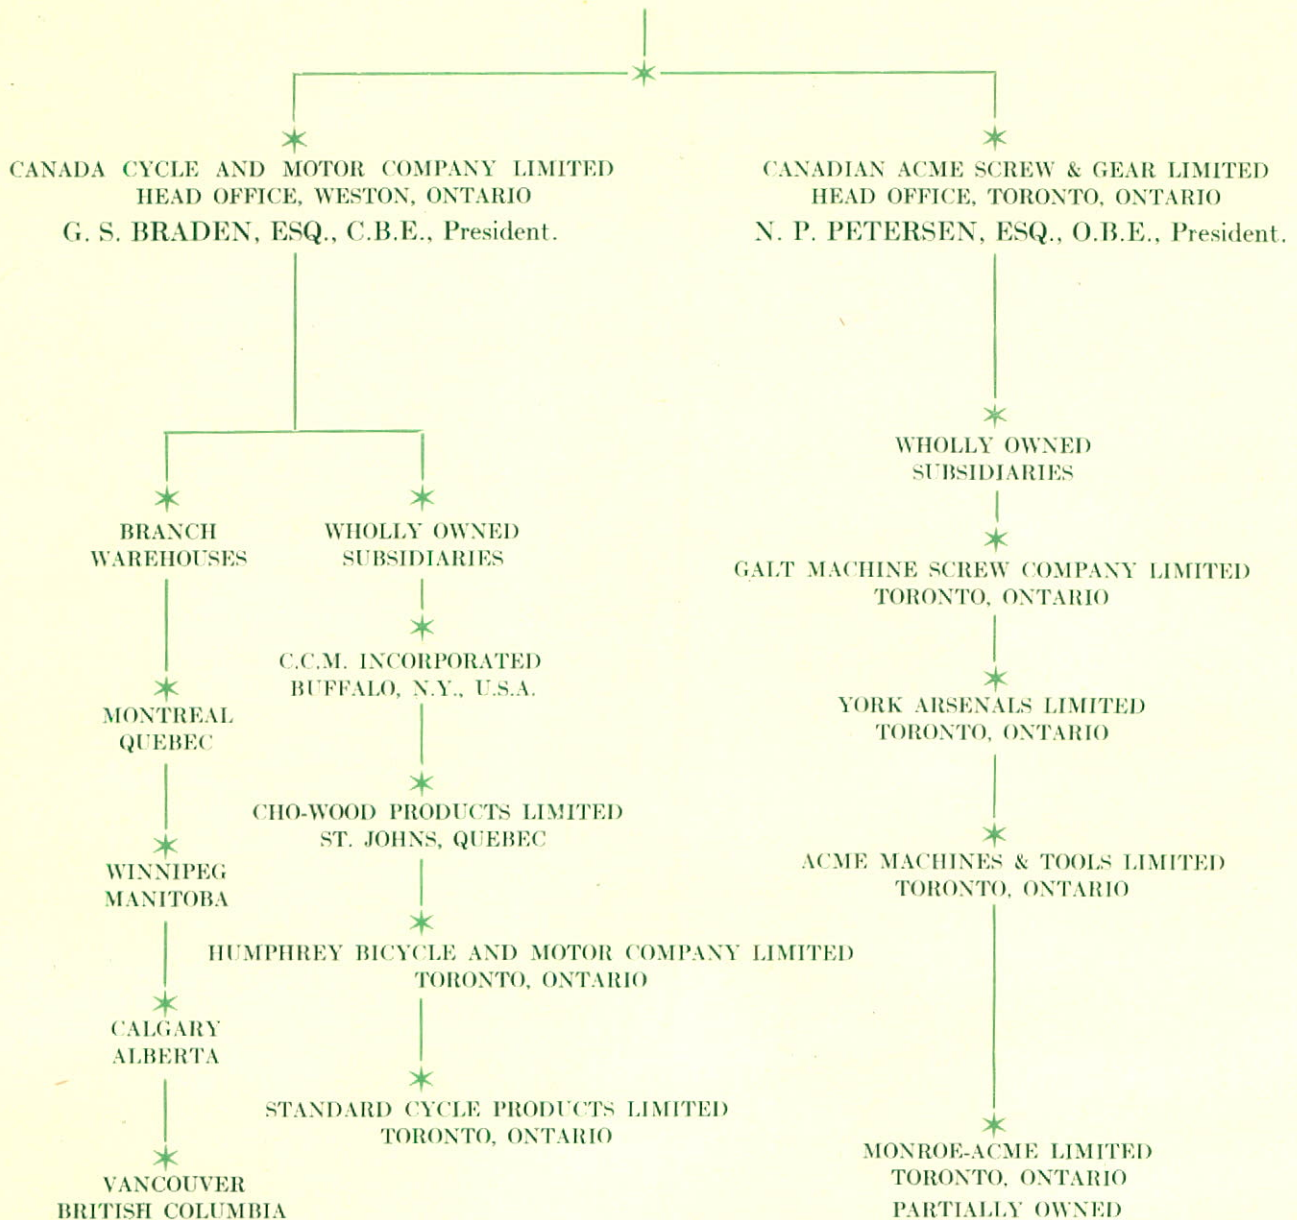 CANADA CYCLE AND MOTOR COMPANY LIMITED
HEAD OFFICE, WESTON, ONTARIO
G. S. BRADEN, ESQ., C.B.E., President.
BRANCH
WAREHOUSES
MONTREAL
QUEBEC
WINNIPEG
MANITOBA
CALGARY
ALBERTA
VANCOUVER
BRITISH COLUMBIA
WHOLLY OWNED
SUBSIDIARIES
C.C.M. INCORPORATED
BUFFALO, N.Y., U.S.A.
CHO-WOOD PRODUCTS LIMITED
ST. JOHNS, QUEBEC
HUMPHREY BICYCLE AND MOTOR COMPANY LIMITED
TORONTO, ONTARIO
STANDARD CYCLE PRODUCTS LIMITED
TORONTO, ONTARIO
CANADIAN ACME SCREW & GEAR LIMITED
HEAD OFFICE, TORONTO, ONTARIO
N. P. PETERSEN, ESQ., O.B.E., President.
WHOLLY OWNED
SUBSIDIARIES
GALT MACHINE SCREW COMPANY LIMITED
TORONTO, ONTARIO
YORK ARSENALS LIMITED
TORONTO, ONTARIO
ACME MACHINES & TOOLS LIMITED
TORONTO, ONTARIO
MONROE-ACME LIMITED
TORONTO, ONTARIO
PARTIALLY OWNED